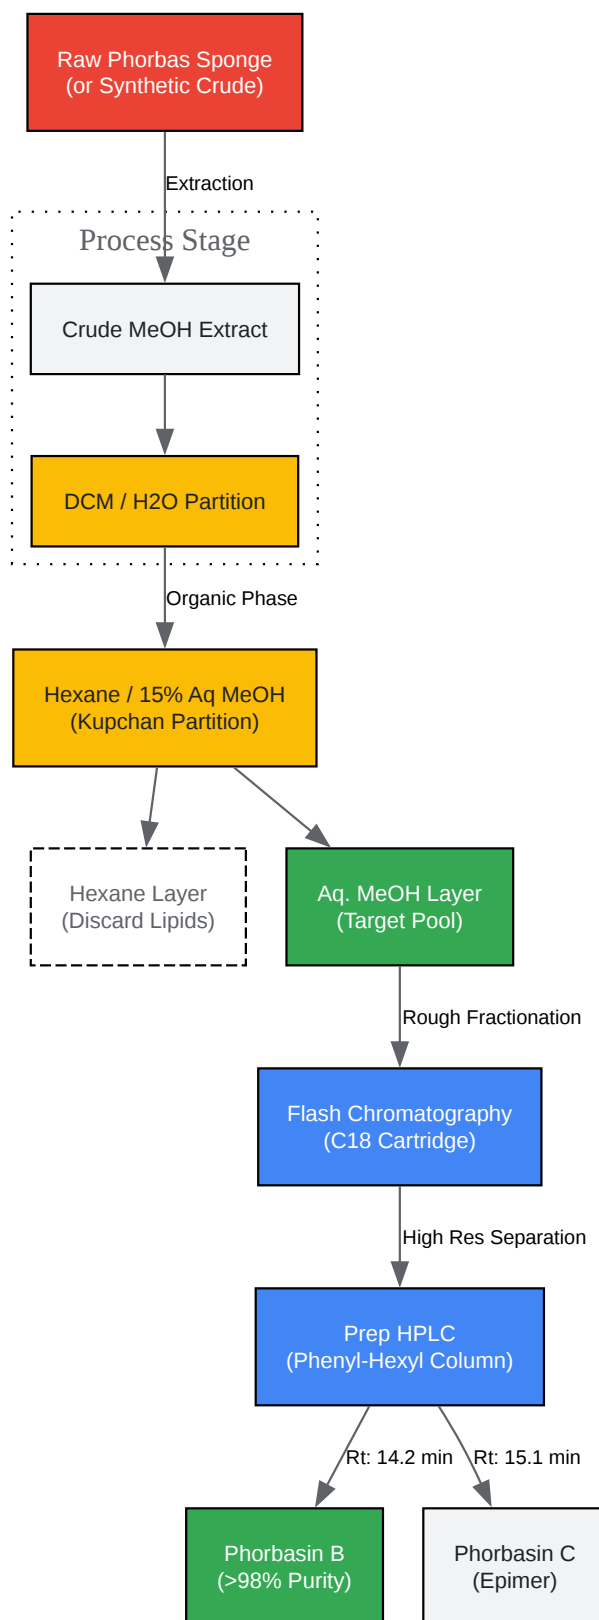 Raw Phorbas Sponge
(or Synthetic Crude)
Extraction
Process Stage
Crude MeOH Extract
DCM / H2O Partition
Organic Phase
Hexane / 15% Aq MeOH
(Kupchan Partition)
Hexane Layer
(Discard Lipids)
Aq. MeOH Layer
(Target Pool)
Rough Fractionation
Flash Chromatography
(C18 Cartridge)
High Res Separation
Prep HPLC
(Phenyl-Hexyl Column)
Rt: 14.2 min
Rt: 15.1 min
Phorbasin B
(>98% Purity)
Phorbasin C
(Epimer)